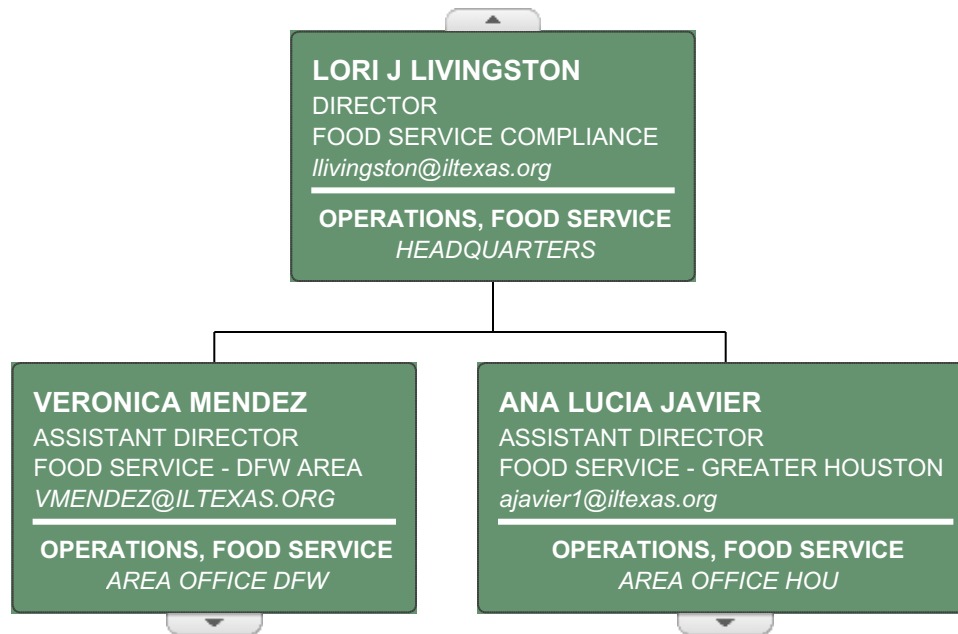 LORI J LIVINGSTON
DIRECTOR
FOOD SERVICE COMPLIANCE
llivingston@iltexas.org
OPERATIONS, FOOD SERVICE
HEADQUARTERS
VERONICA MENDEZ
ASSISTANT DIRECTOR
FOOD SERVICE - DFW AREA
VMENDEZ@ILTEXAS.ORG
OPERATIONS, FOOD SERVICE
AREA OFFICE DFW
ANA LUCIA JAVIER
ASSISTANT DIRECTOR
FOOD SERVICE - GREATER HOUSTON
ajavier1@iltexas.org
OPERATIONS, FOOD SERVICE
AREA OFFICE HOU